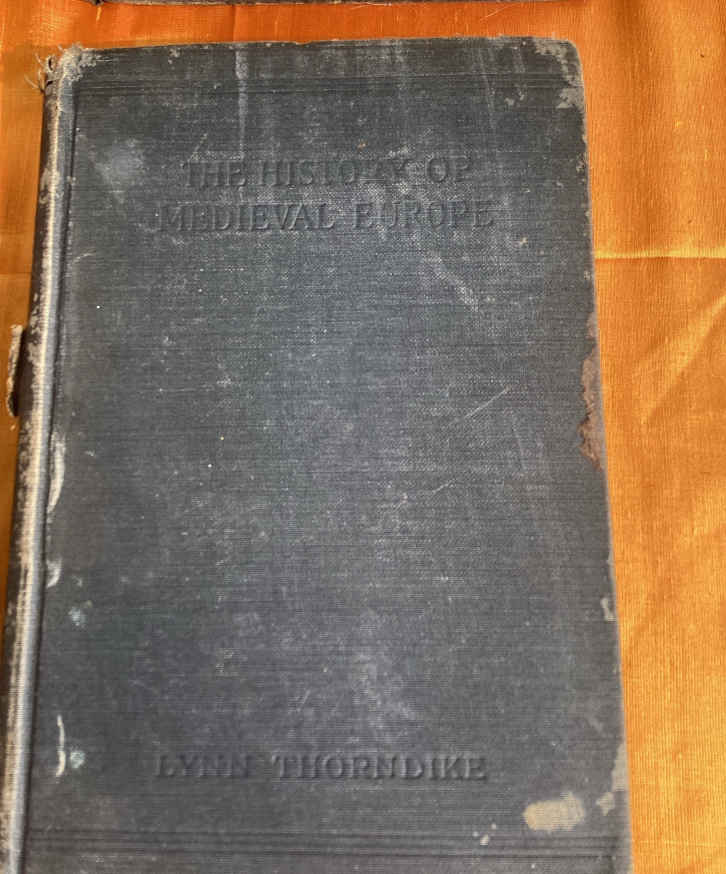 THE HISTORY OF
MEDIEVAL EUROPE
LYNN THORNDIKE